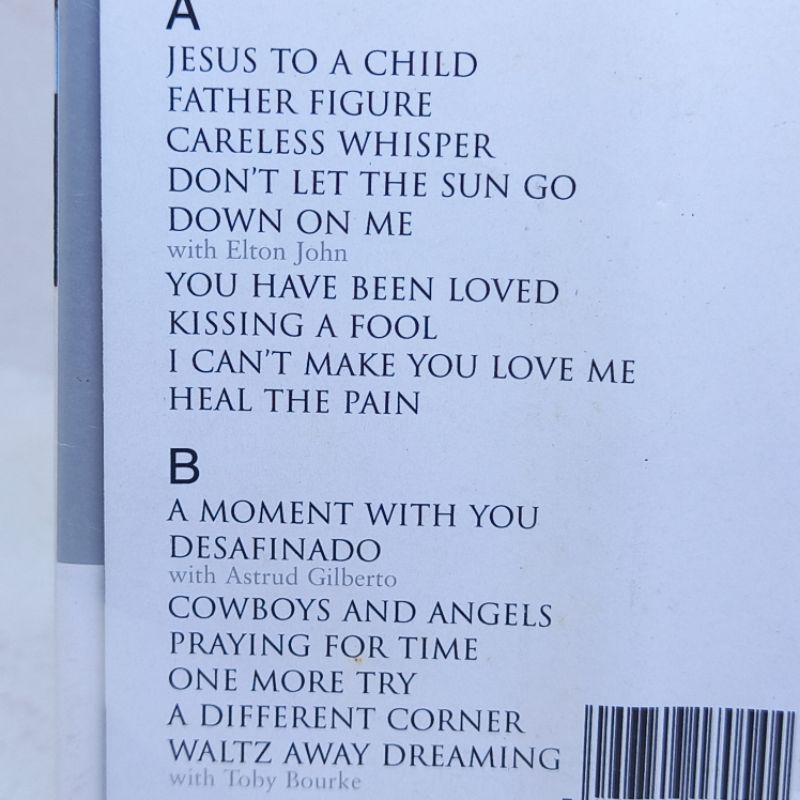 A
JESUS TO A CHILD
FATHER FIGURE
CARELESS WHISPER
DON'T LET THE SUN GO
DOWN ON ME
with Elton John
YOU HAVE BEEN LOVED
KISSING A FOOL
I CAN'T MAKE YOU LOVE ME
HEAL THE PAIN
B
A MOMENT WITH YOU
DESAFINADO
with Astrud Gilberto
COWBOYS AND ANGELS
PRAYING FOR TIME
ONE MORE TRY
A DIFFERENT CORNER
WALTZ AWAY DREAMING
with Toby Bourke